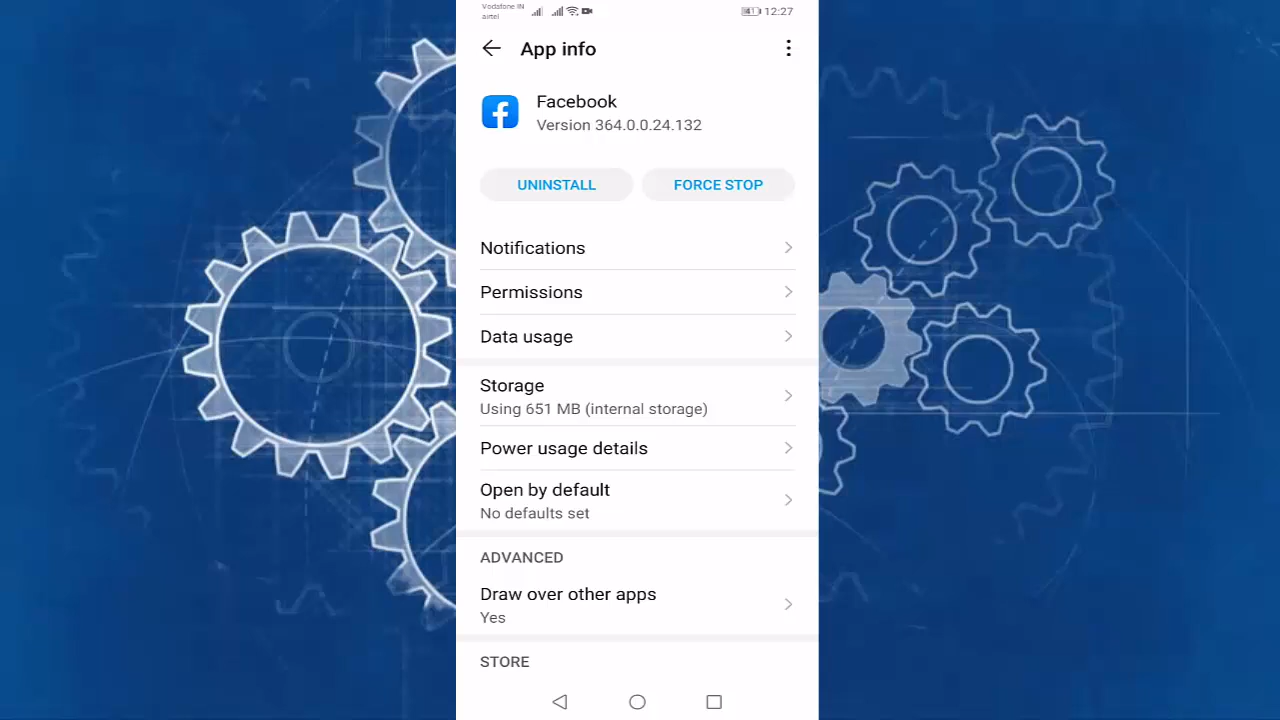 Vodafone IN
airtel
41 12:27
App info
Facebook
Version 364.0.0.24.132
UNINSTALL
FORCE STOP
Notifications
Permissions
Data usage
Storage
Using 651 MB (internal storage)
Power usage details
Open by default
No defaults set
ADVANCED
Draw over other apps
Yes
STORE